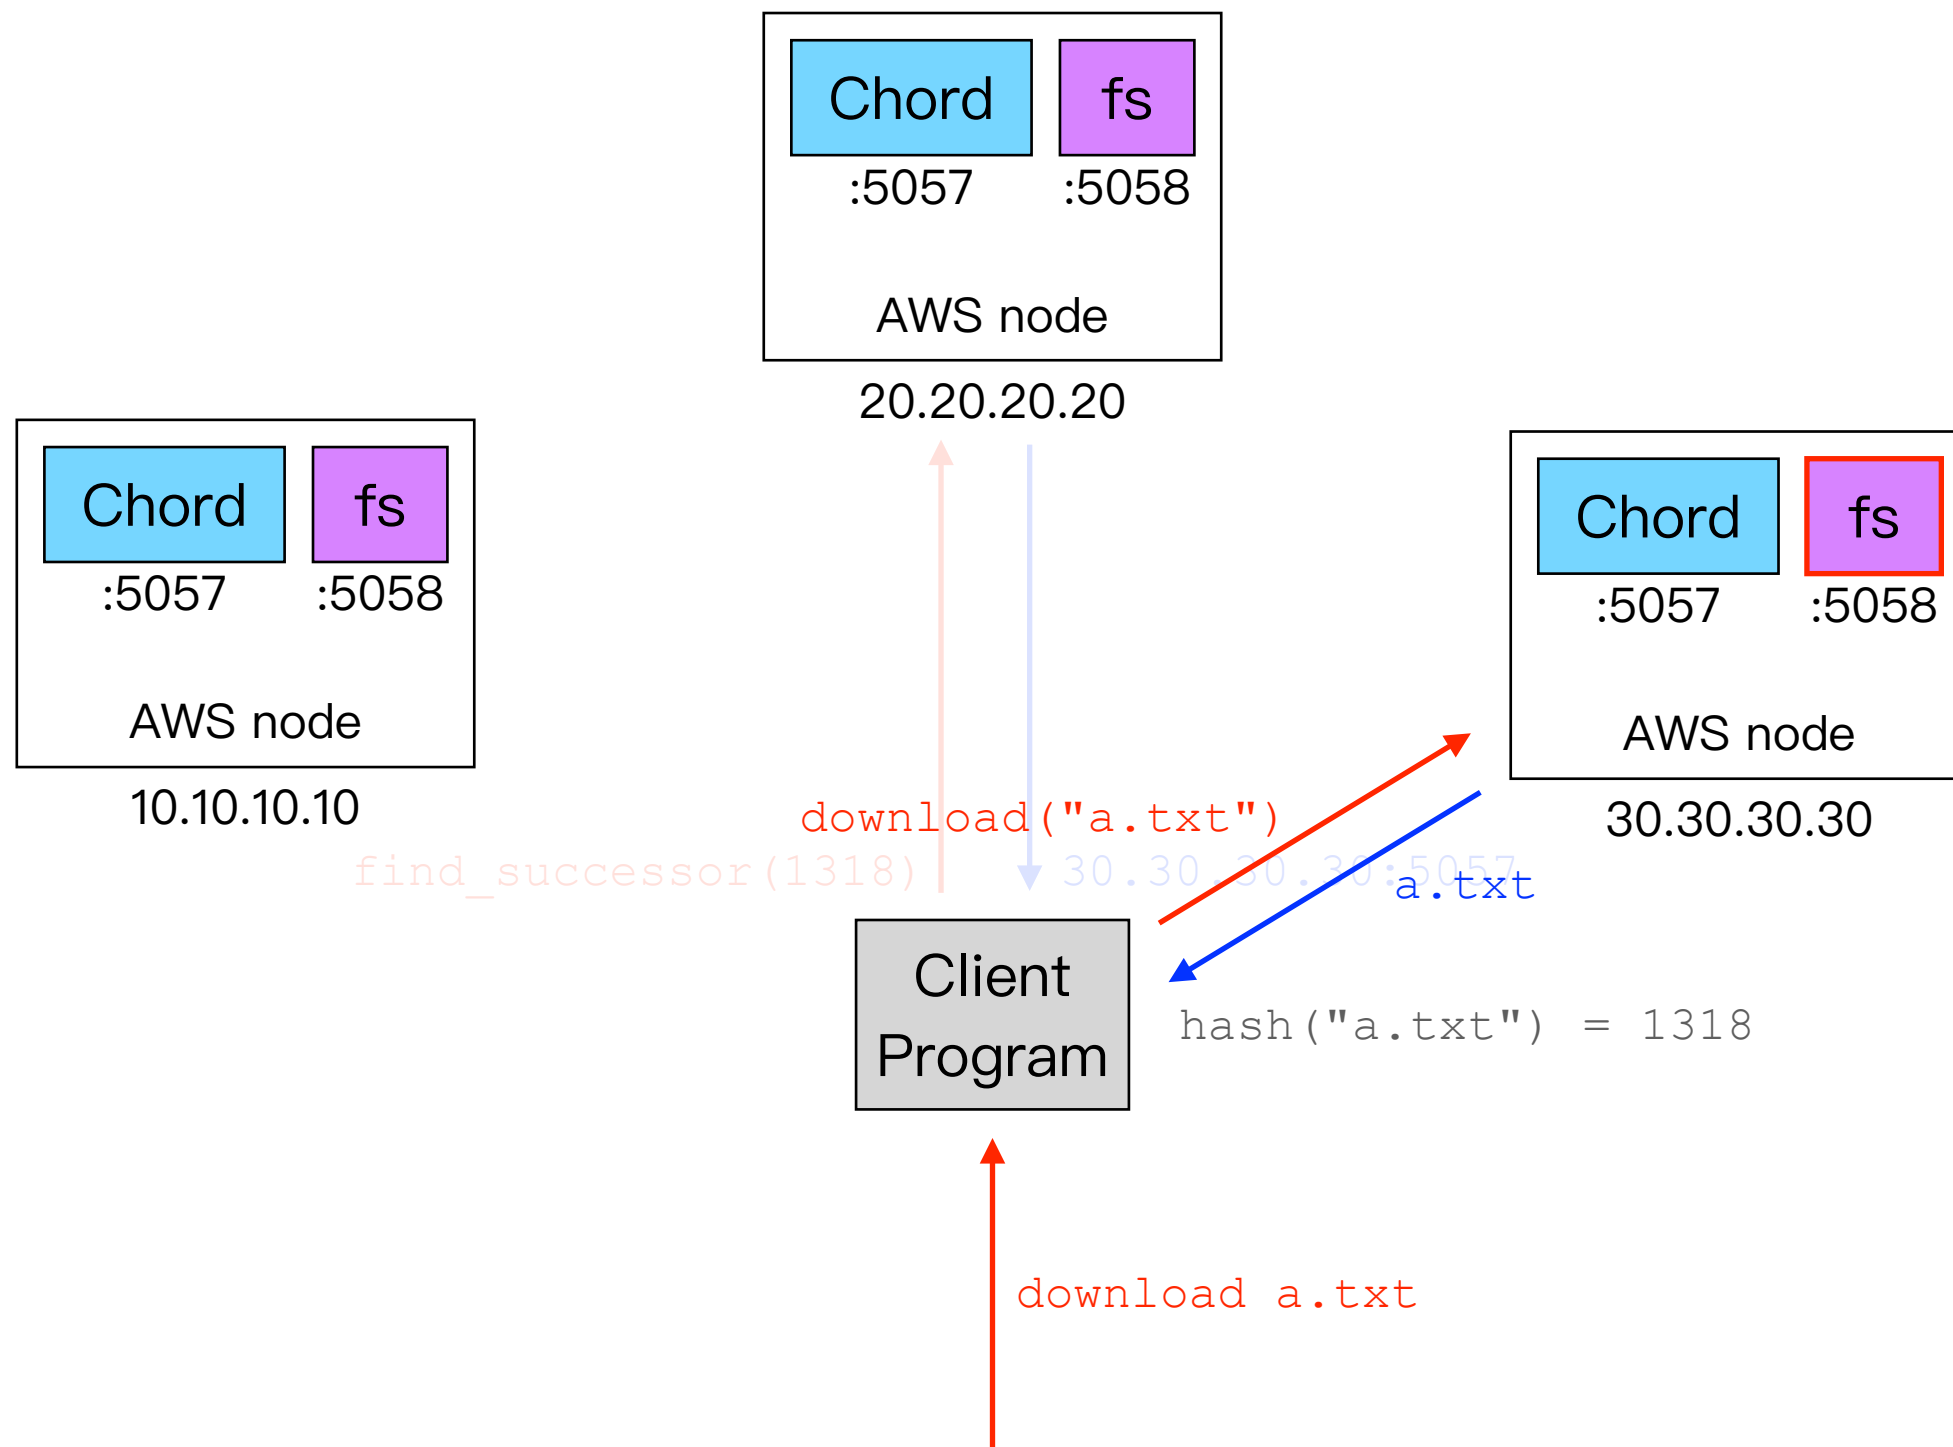 Chord
fs
:5057
:5058
AWS node
20.20.20.20
Chord
fs
:5057
:5058
AWS node
10.10.10.10
Chord
fs
:5057
:5058
AWS node
30.30.30.30
download("a.txt")
find_successor(1318)
30.30.30.30:5057
a.txt
Client
Program
hash("a.txt") = 1318
download a.txt